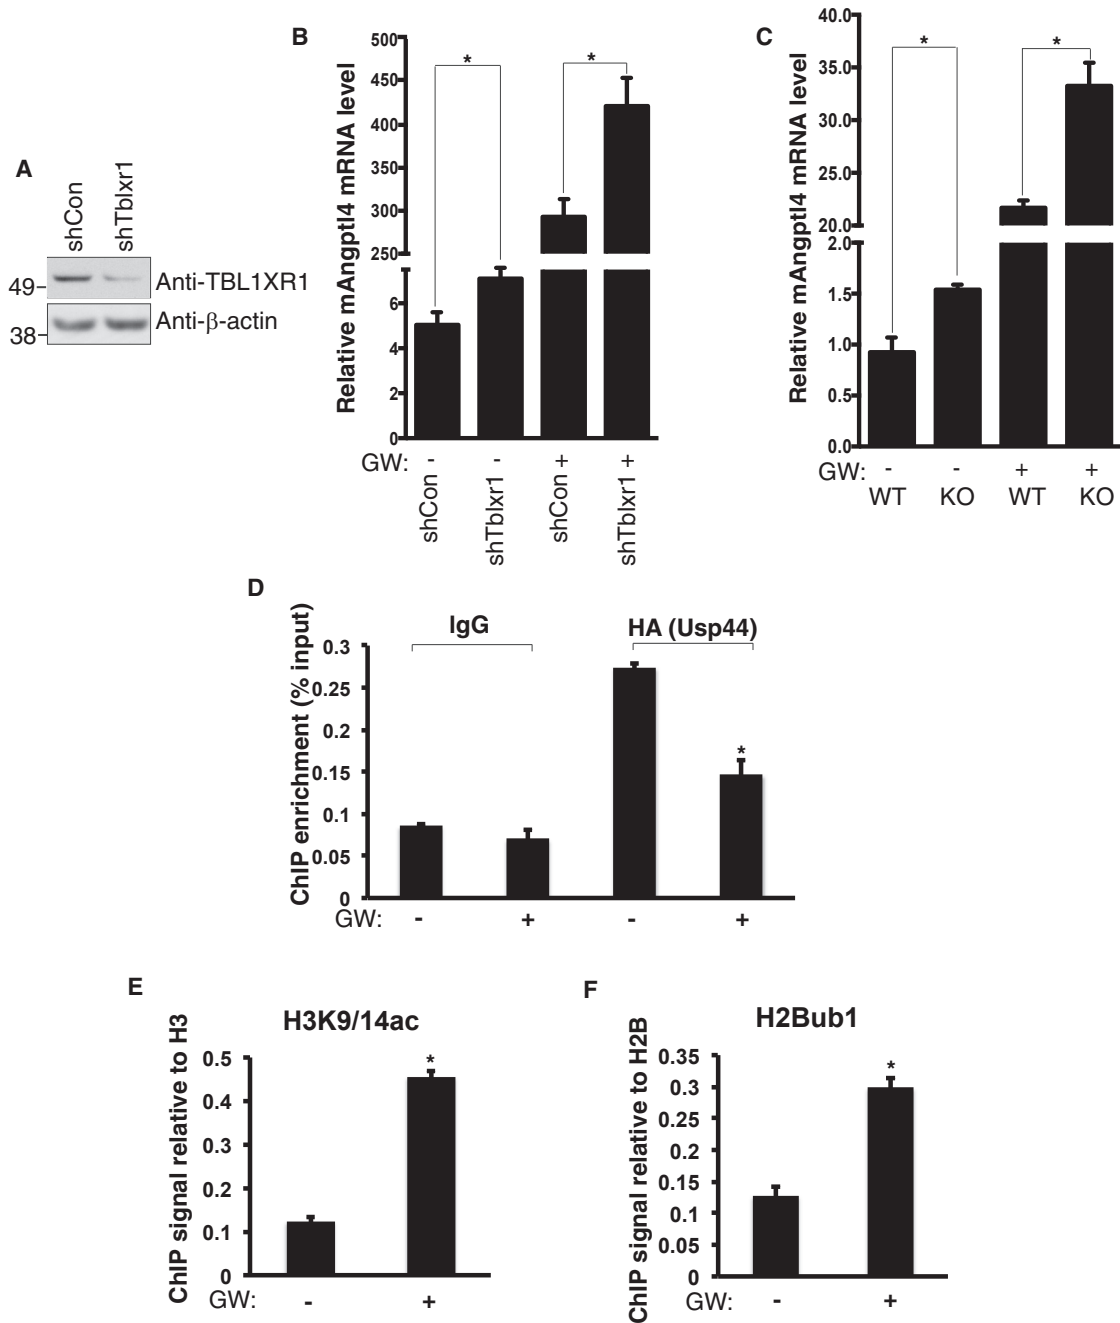 A
shCon
shTblxr1
49
Anti-TBL1XR1
38
Anti-β-actin
B
Relative mAngptl4 mRNA level
500
450
400
350
300
250
6
4
2
0
*
*
GW: - - + +
shCon
shTblxr1
shCon
shTblxr1
C
Relative mAngptl4 mRNA level
40.0
35.0
30.0
25.0
20.0
2.0
1.5
1.0
0.5
0.0
*
*
GW: - - + +
WT KO WT KO
D
ChIP enrichment (% input)
IgG
HA (Usp44)
0.3
0.25
0.2
0.15
0.1
0.05
0
*
GW: - + - +
E
H3K9/14ac
ChIP signal relative to H3
0.5
0.4
0.3
0.2
0.1
0
*
GW: - +
F
H2Bub1
ChIP signal relative to H2B
0.35
0.3
0.25
0.2
0.15
0.1
0.05
0
*
GW: - +